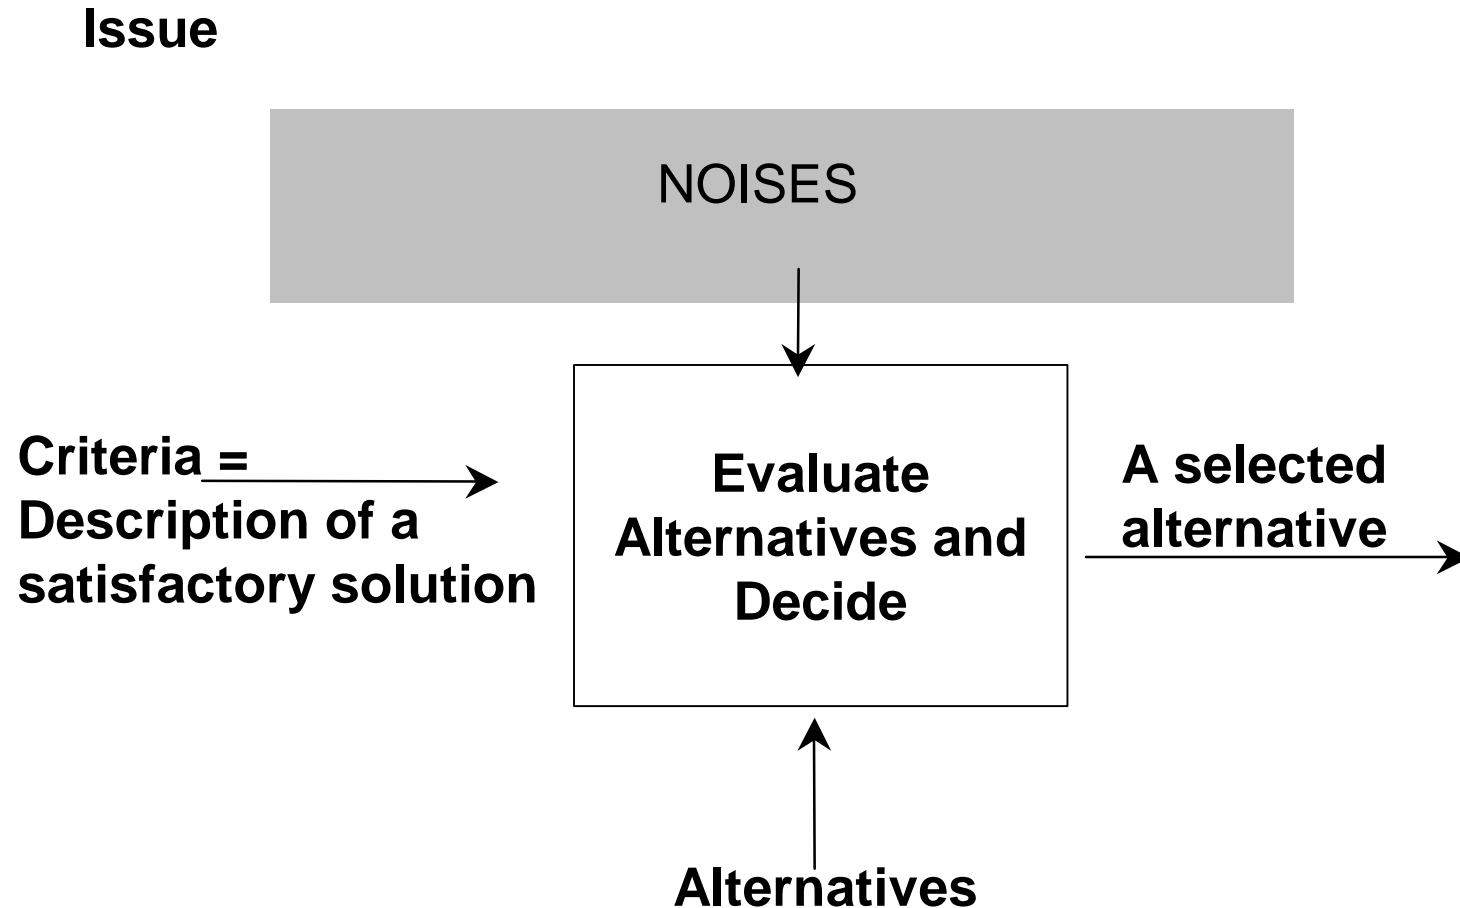 Issue
NOISES
Criteria =
Description of a
satisfactory solution
Evaluate
Alternatives and
Decide
A selected
alternative
Alternatives